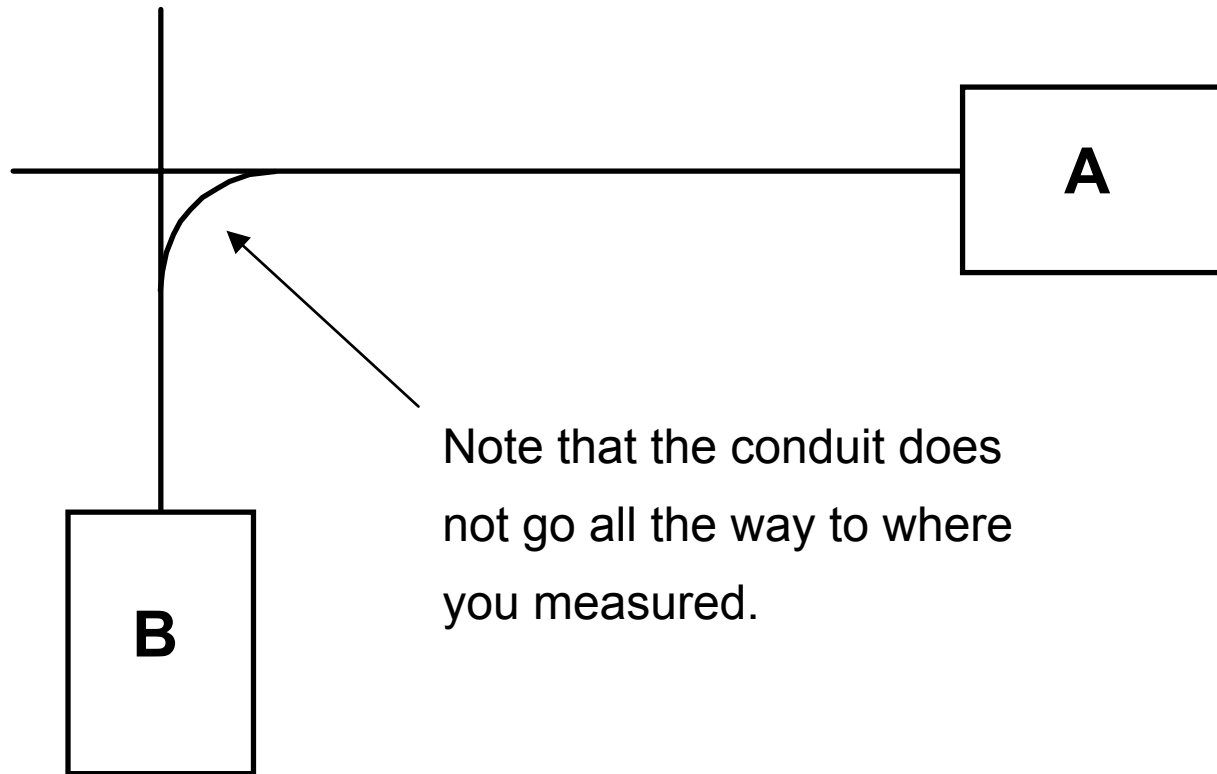 A
Note that the conduit does
not go all the way to where
you measured.
B